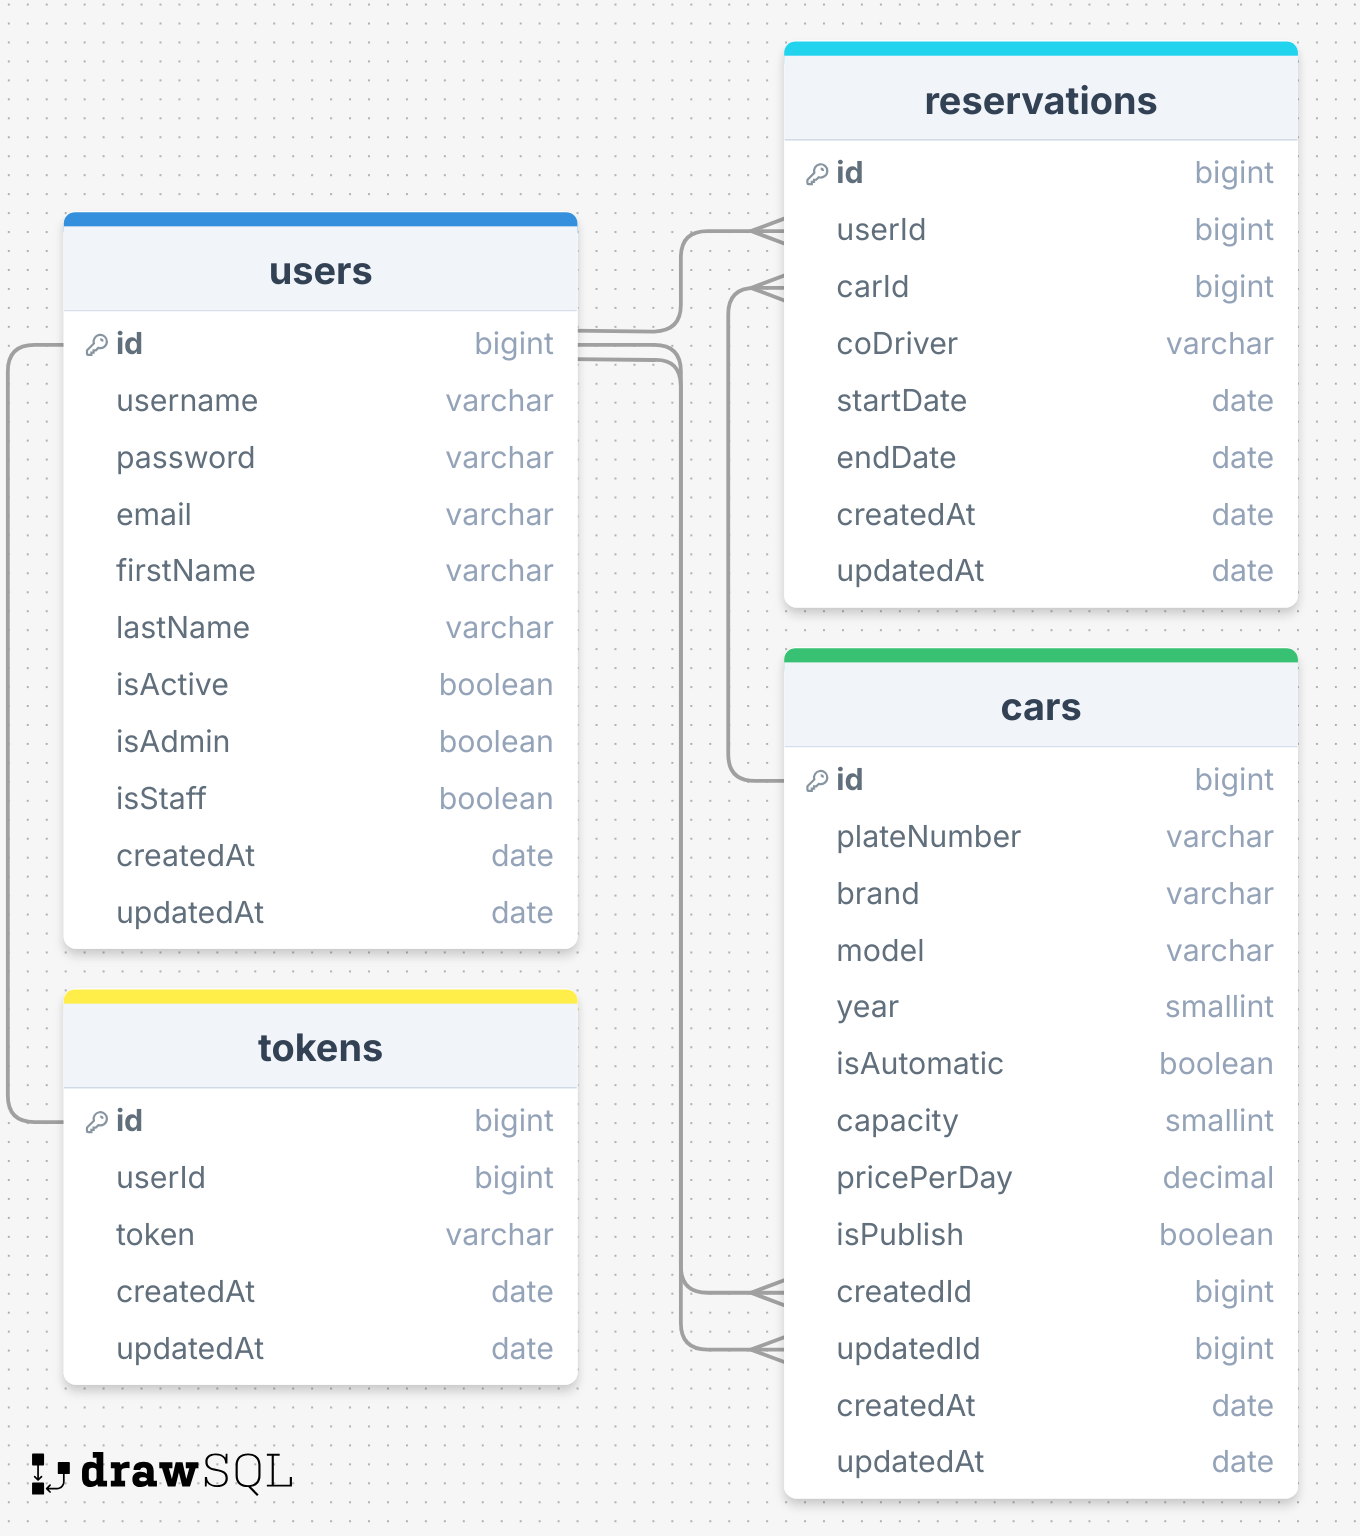 users
id bigint
username varchar
password varchar
email varchar
firstName varchar
lastName varchar
isActive boolean
isAdmin boolean
isStaff boolean
createdAt date
updatedAt date
tokens
id bigint
userId bigint
token varchar
createdAt date
updatedAt date
reservations
id bigint
userId bigint
carId bigint
coDriver varchar
startDate date
endDate date
createdAt date
updatedAt date
cars
id bigint
plateNumber varchar
brand varchar
model varchar
year smallint
isAutomatic boolean
capacity smallint
pricePerDay decimal
isPublish boolean
createdId bigint
updatedId bigint
createdAt date
updatedAt date
drawSQL